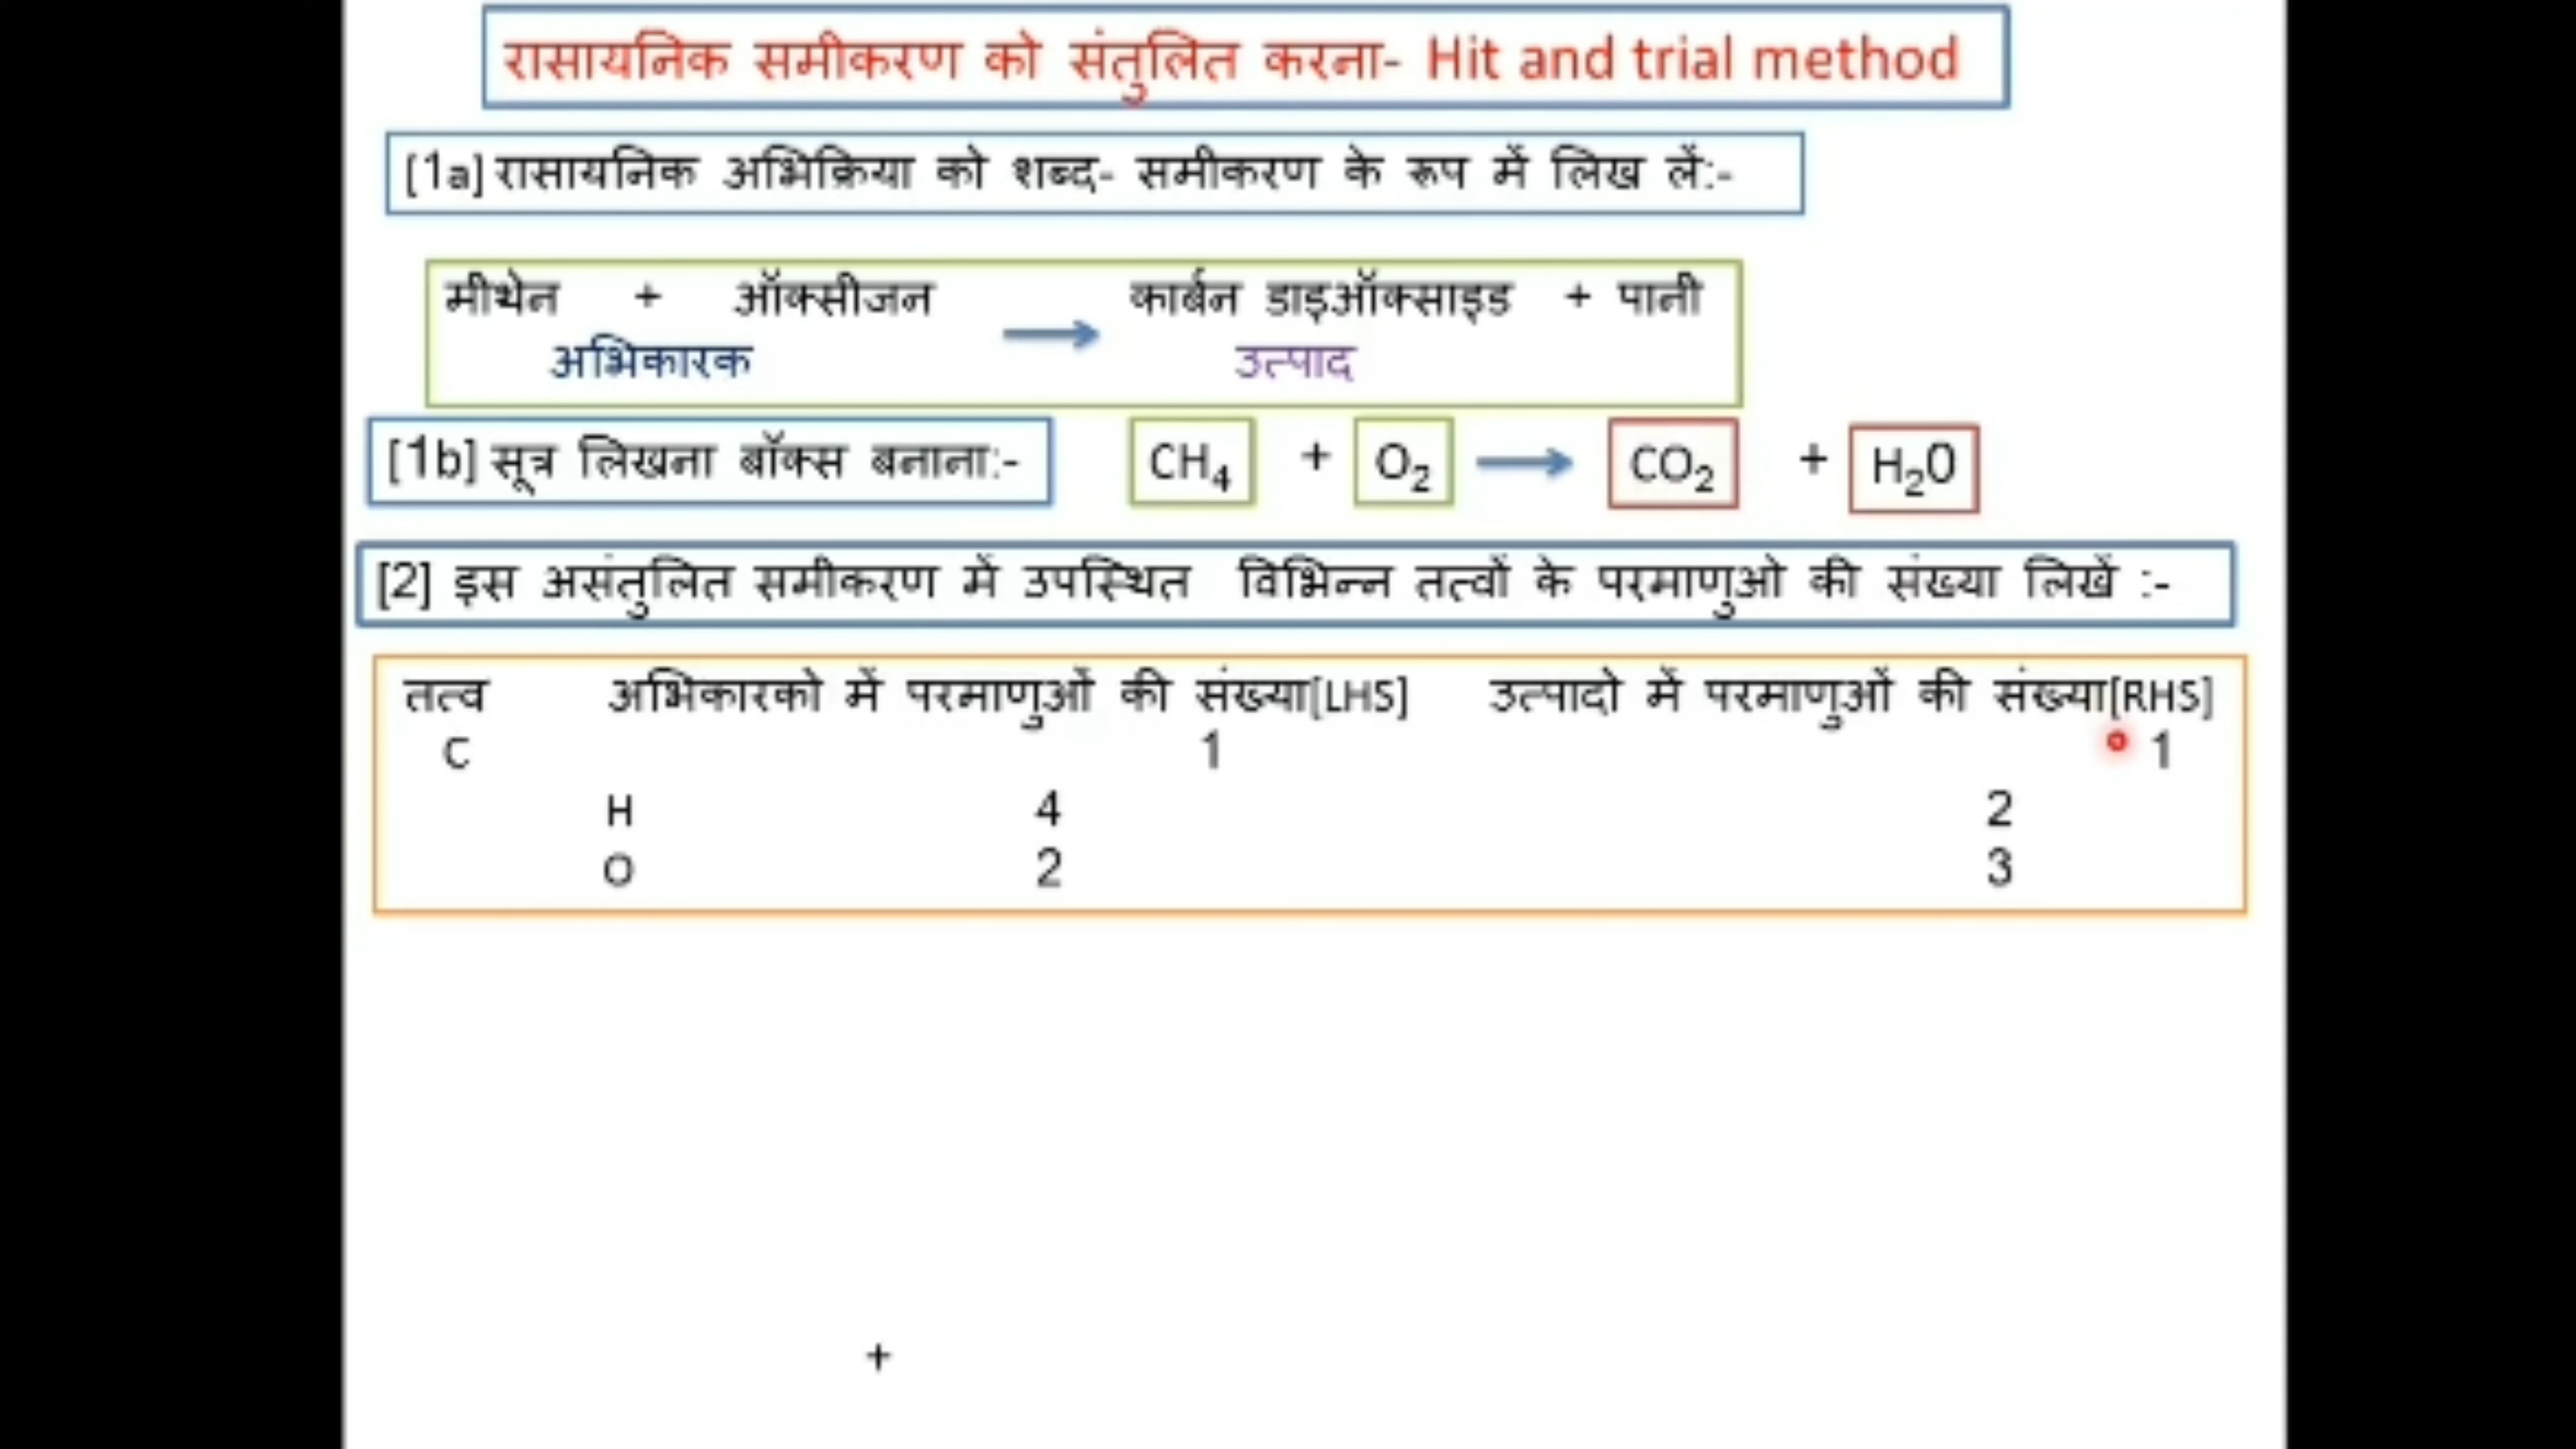 रासायनिक समीकरण को संतुलित करना- Hit and trial method
[1a] रासायनिक अभिक्रिया को शब्द- समीकरण के रूप में लिख लें:-
मीथेन + ऑक्सीजन → कार्बन डाइऑक्साइड + पानी
अभिकारक उत्पाद
[1b] सूत्र लिखना बॉक्स बनाना:- CH₄ + O₂ → CO₂ + H₂O
[2] इस असंतुलित समीकरण में उपस्थित विभिन्न तत्वों के परमाणुओ की संख्या लिखें :-
तत्व अभिकारको में परमाणुओं की संख्या[LHS] उत्पादो में परमाणुओं की संख्या[RHS]
C 1 1
H 4 2
O 2 3
+